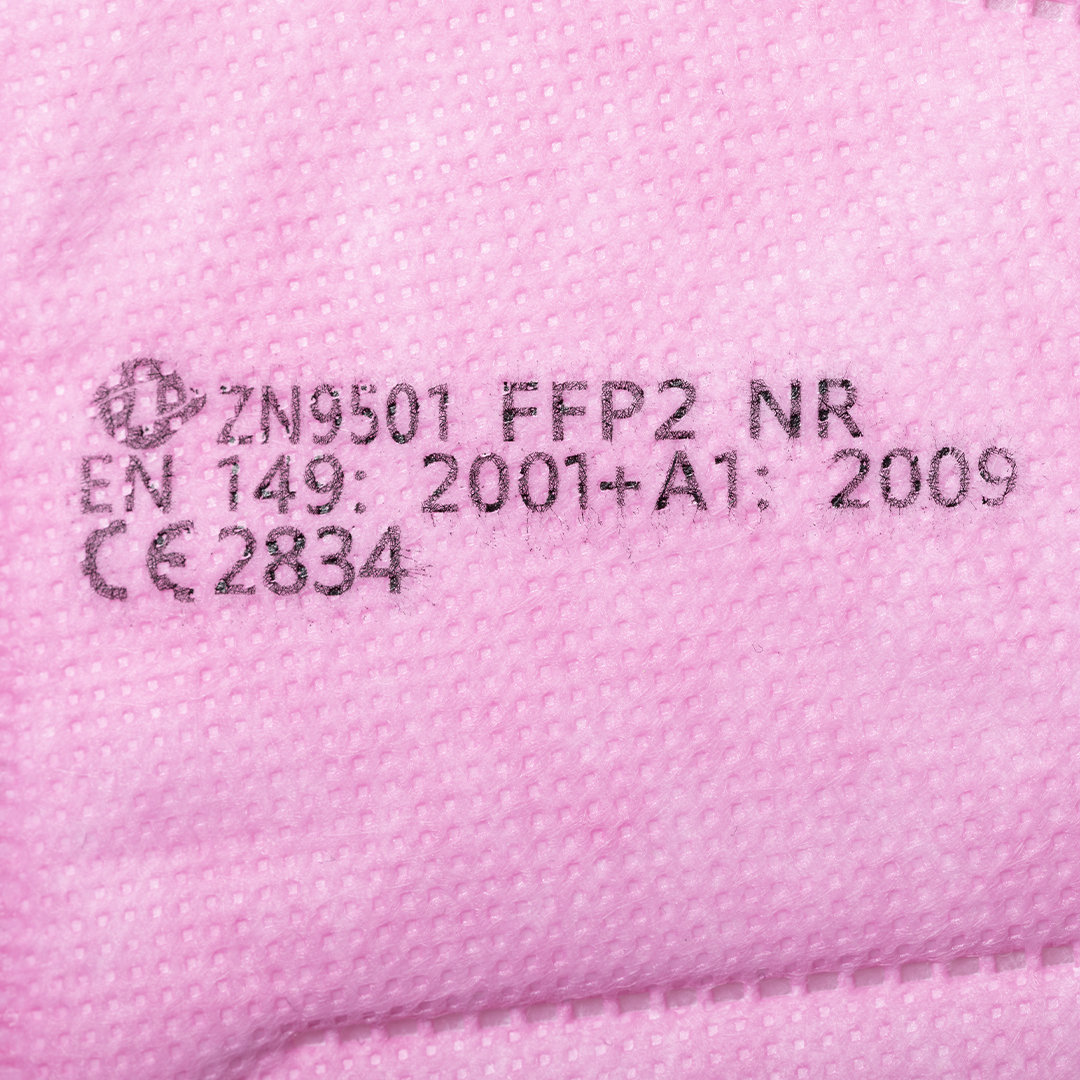 ZN9501 FFP2 NR
EN 149: 2001+A1: 2009
CE 2834